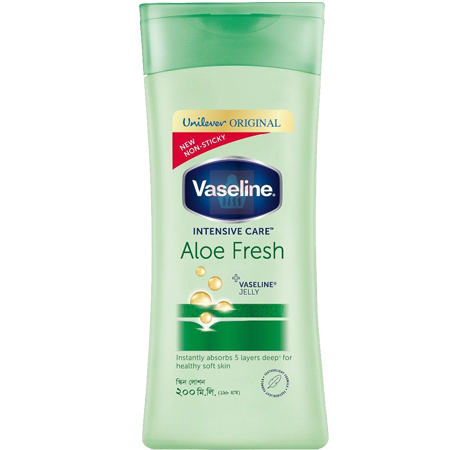 Unilever ORIGINAL
NEW
NON-STICKY
Vaseline®
INTENSIVE CARE™
Aloe Fresh
VASELINE®
JELLY
Instantly absorbs 5 layers deep* for
healthy soft skin
স্কিন লোশন
২০০ মি.লি.